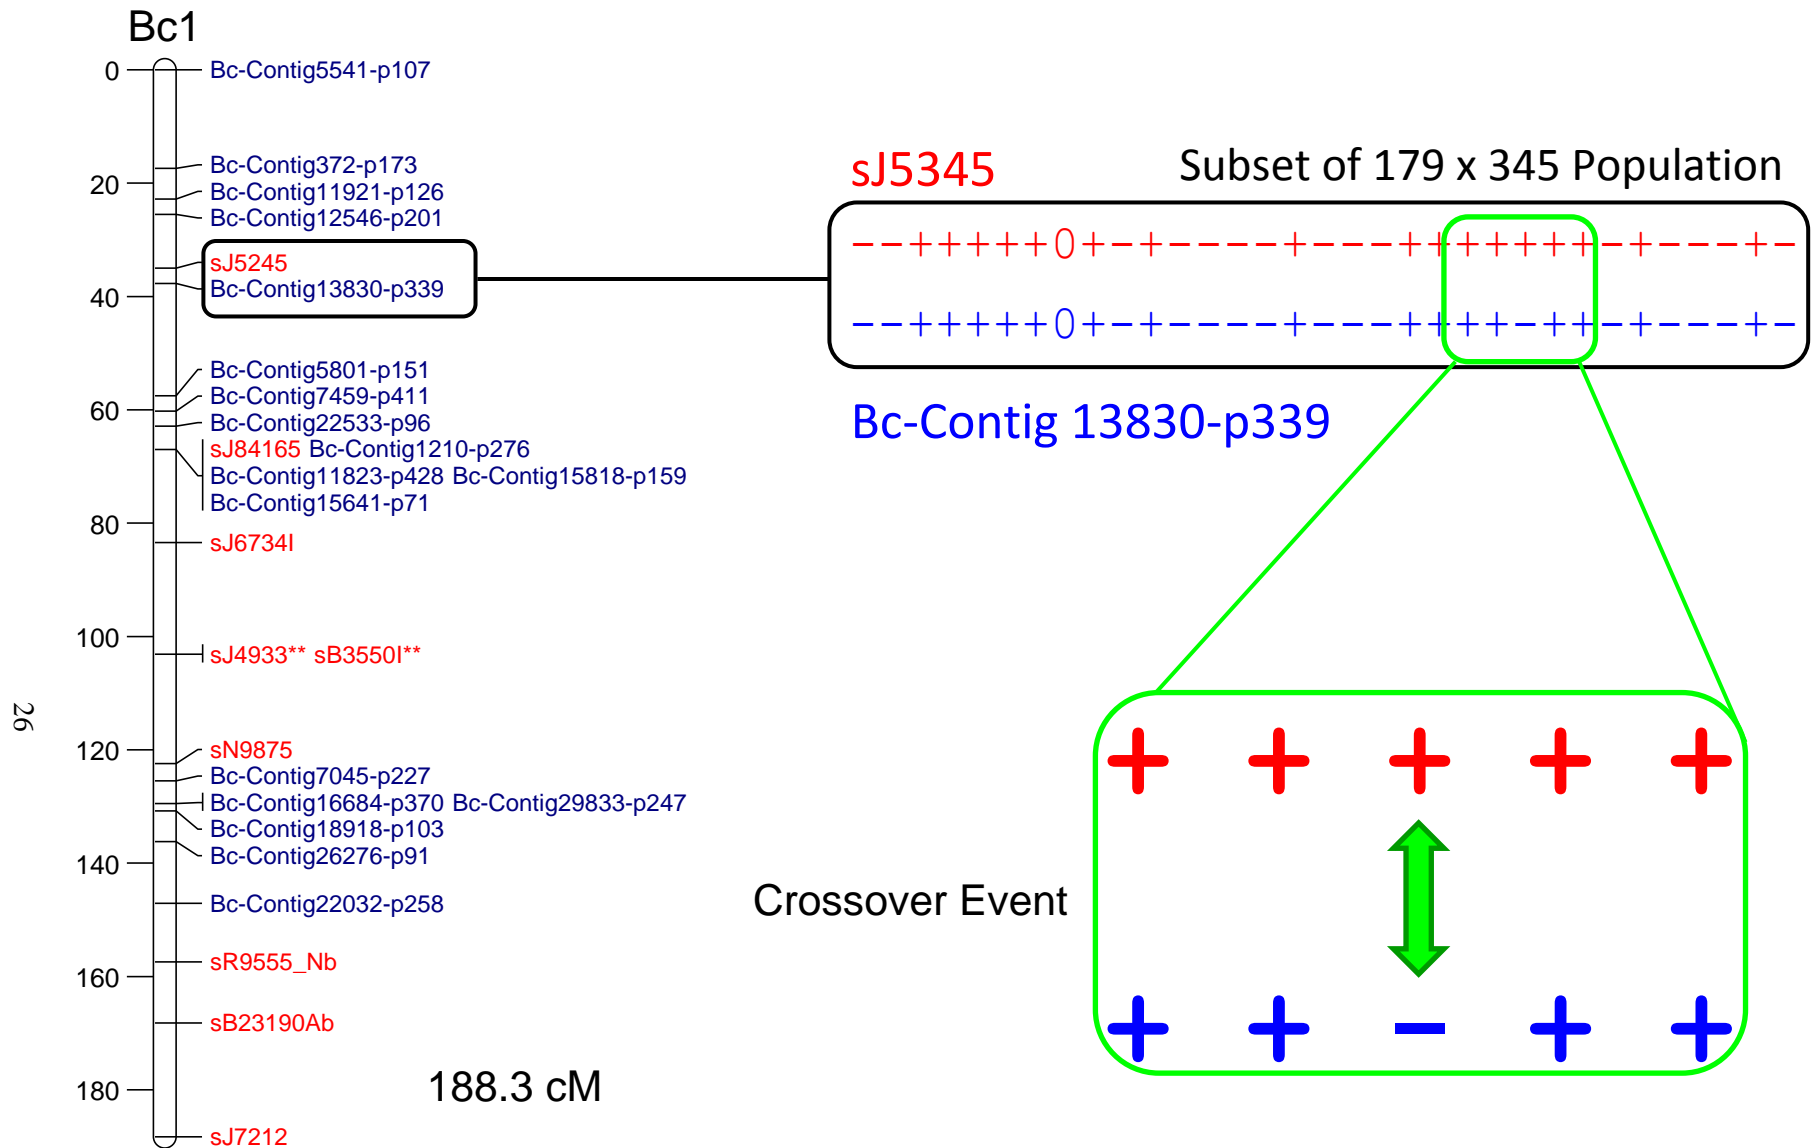 Bc1
0
Bc-Contig5541-p107
Bc-Contig372-p173
20
Bc-Contig11921-p126
Bc-Contig12546-p201
sJ5245
40
Bc-Contig13830-p339
Bc-Contig5801-p151
Bc-Contig7459-p411
60
Bc-Contig22533-p96
sJ84165 Bc-Contig1210-p276
Bc-Contig11823-p428 Bc-Contig15818-p159
Bc-Contig15641-p71
80
sJ6734I
100
sJ4933** sB3550I**
120
sN9875
Bc-Contig7045-p227
Bc-Contig16684-p370 Bc-Contig29833-p247
Bc-Contig18918-p103
140
Bc-Contig26276-p91
Bc-Contig22032-p258
sR9555_Nb
160
sB23190Ab
180
188.3 cM
sJ7212
26
sJ5345
Subset of 179 x 345 Population
--+++++0+-+----+---+++++++-+---+-
--+++++0+-+----+---++++-++-+---+-
Bc-Contig 13830-p339
+ + + + +
Crossover Event
+ + - + +